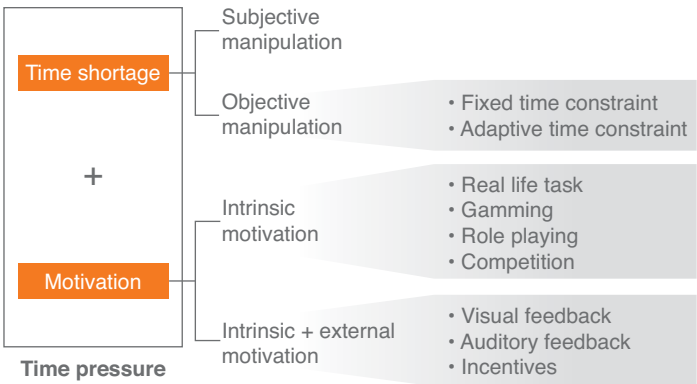 Time shortage
+
Motivation
Time pressure
Subjective
manipulation
Objective
manipulation
• Fixed time constraint
• Adaptive time constraint
Intrinsic
motivation
• Real life task
• Gamming
• Role playing
• Competition
Intrinsic + external
motivation
• Visual feedback
• Auditory feedback
• Incentives